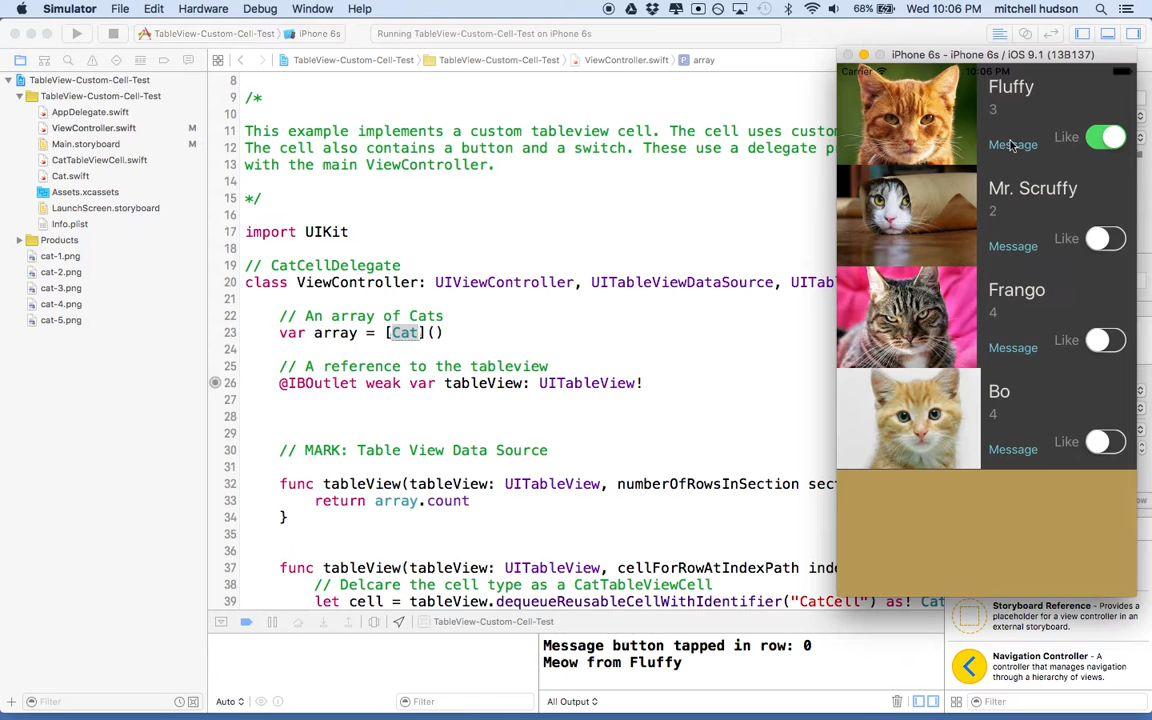 Simulator File Edit Hardware Debug Window Help
68% Wed 10:06 PM mitchell hudson
TableView-Custom-Cell-Test iPhone 6s
Running TableView-Custom-Cell-Test on iPhone 6s
TableView-Custom-Cell-Test
TableView-Custom-Cell-Test
AppDelegate.swift
ViewController.swift M
Main.storyboard M
CatTableViewCell.swift
Cat.swift
Assets.xcassets
LaunchScreen.storyboard
Info.plist
Products
cat-1.png
cat-2.png
cat-3.png
cat-4.png
cat-5.png
Filter
TableView-Custom-Cell-Test TableView-Custom-Cell-Test ViewController.swift P array
8
9 /*
10
11 This example implements a custom tableview cell. The cell uses custo
12 The cell also contains a button and a switch. These use a delegate p
13 with the main ViewController.
14
15 */
16
17 import UIKit
18
19 // CatCellDelegate
20 class ViewController: UIViewController, UITableViewDataSource, UITab
21
22 // An array of Cats
23 var array = [Cat]()
24
25 // A reference to the tableview
26 @IBOutlet weak var tableView: UITableView!
27
28
29
30 // MARK: Table View Data Source
31
32 func tableView(tableView: UITableView, numberOfRowsInSection sec
33 return array.count
34 }
35
36
37 func tableView(tableView: UITableView, cellForRowAtIndexPath ind
38 // Delcare the cell type as a CatTableViewCell
39 let cell = tableView.dequeueReusableCellWithIdentifier("CatCell") as! Cat
TableView-Custom-Cell-Test
Message button tapped in row: 0
Meow from Fluffy
Auto
Filter
All Output
iPhone 6s - iPhone 6s / iOS 9.1 (13B137)
Carrier 10:06 PM
Fluffy
3
Message Like
Mr. Scruffy
2
Message Like
Frango
4
Message Like
Bo
4
Message Like
Storyboard Reference - Provides a
placeholder for a view controller in an
external storyboard.
Navigation Controller - A
controller that manages navigation
through a hierarchy of views.
Filter